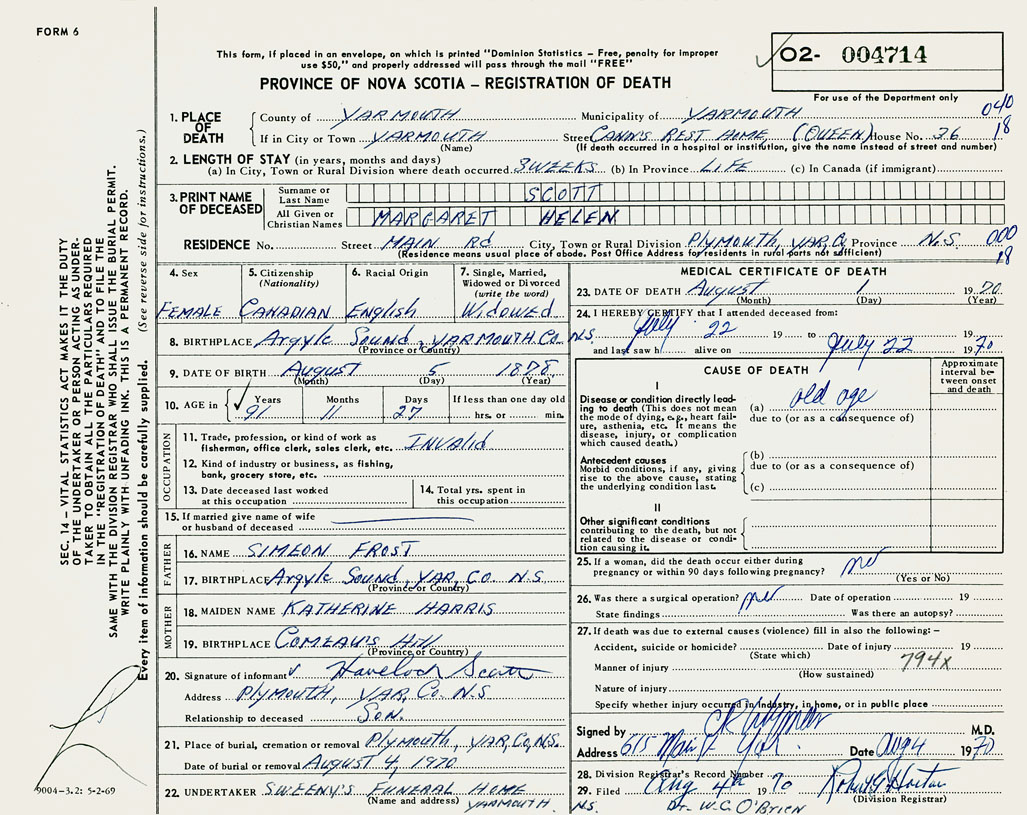 FORM 6
This form, if placed in an envelope, on which is printed "Dominion Statistics – Free, penalty for improper
use $50," and properly addressed will pass through the mail "FREE"
PROVINCE OF NOVA SCOTIA – REGISTRATION OF DEATH
02- 004714
For use of the Department only
040
18
1. PLACE OF DEATH
County of YARMOUTH Municipality of YARMOUTH
If in City or Town YARMOUTH Street CANN'S REST HOME, (QUEEN) House No. 26
(Name) (If death occurred in a hospital or institution, give the name instead of street and number)
2. LENGTH OF STAY (in years, months and days)
(a) In City, Town or Rural Division where death occurred 3 WEEKS (b) In Province LIFE (c) In Canada (if immigrant)
3. PRINT NAME OF DECEASED
Surname or Last Name SCOTT
All Given or Christian Names MARGARET HELEN
RESIDENCE No. Street MAIN Rd City, Town or Rural Division PLYMOUTH, YAR. Co. Province N.S. 000
(Residence means usual place of abode. Post Office Address for residents in rural parts not sufficient) 18
4. Sex FEMALE
5. Citizenship (Nationality) CANADIAN
6. Racial Origin ENGLISH
7. Single, Married, Widowed or Divorced (write the word) WIDOWED
8. BIRTHPLACE Argyle Sound, YARMOUTH Co. N.S.
(Province or Country)
9. DATE OF BIRTH August 5 1878
(Month) (Day) (Year)
10. AGE in Years 91 Months 11 Days 27 If less than one day old hrs. or min.
OCCUPATION
11. Trade, profession, or kind of work as
fisherman, office clerk, sales clerk, etc. INVALID
12. Kind of industry or business, as fishing,
bank, grocery store, etc.
13. Date deceased last worked
at this occupation
14. Total yrs. spent in
this occupation
15. If married give name of wife
or husband of deceased
FATHER
16. NAME SIMEON FROST
17. BIRTHPLACE Argyle Sound YAR. Co. N.S.
(Province or Country)
MOTHER
18. MAIDEN NAME KATHERINE HARRIS
19. BIRTHPLACE COMEAU'S Hill
(Province or Country)
20. Signature of informant Havelock Scott
Address PLYMOUTH, YAR. Co. N.S
Relationship to deceased SON.
21. Place of burial, cremation or removal Plymouth, YAR. Co, N.S.
Date of burial or removal AUGUST 4, 1970
22. UNDERTAKER SWEENY'S FUNERAL HOME
(Name and address) YARMOUTH N.S.
MEDICAL CERTIFICATE OF DEATH
23. DATE OF DEATH August 1 1970
(Month) (Day) (Year)
24. I HEREBY CERTIFY that I attended deceased from:
July 22 19 to 19
and last saw h alive on July 22 1970
CAUSE OF DEATH
Approximate interval between onset and death
I
Disease or condition directly leading to death (This does not mean the mode of dying, e.g., heart failure, asthenia, etc. It means the disease, injury, or complication which caused death.)
(a) old age
due to (or as a consequence of)
Antecedent causes
Morbid conditions, if any, giving rise to the above cause, stating the underlying condition last.
(b)
due to (or as a consequence of)
(c)
II
Other significant conditions
contributing to the death, but not related to the disease or condition causing it.
25. If a woman, did the death occur either during
pregnancy or within 90 days following pregnancy? no
(Yes or No)
26. Was there a surgical operation? no Date of operation 19
State findings Was there an autopsy?
27. If death was due to external causes (violence) fill in also the following: –
Accident, suicide or homicide? Date of injury 19
(State which) 794X
Manner of injury
(How sustained)
Nature of injury
Specify whether injury occurred in Industry, in home, or in public place
Signed by M.D.
Address 615 Main Date Aug 4 1970
28. Division Registrar's Record Number
29. Filed Aug 4th 1970
(Division Registrar)
Dr. W.C. O'BRIEN
SEC. 14 – VITAL STATISTICS ACT MAKES IT THE DUTY
OF THE UNDERTAKER OR PERSON ACTING AS UNDER-
TAKER TO OBTAIN ALL THE PARTICULARS REQUIRED
IN THE "REGISTRATION OF DEATH" AND TO FILE THE
SAME WITH THE DIVISION REGISTRAR WHO SHALL ISSUE THE BURIAL PERMIT.
WRITE PLAINLY WITH UNFADING INK. THIS IS A PERMANENT RECORD.
Every item of information should be carefully supplied. (See reverse side for instructions.)
9004–3.2: 5-2-69